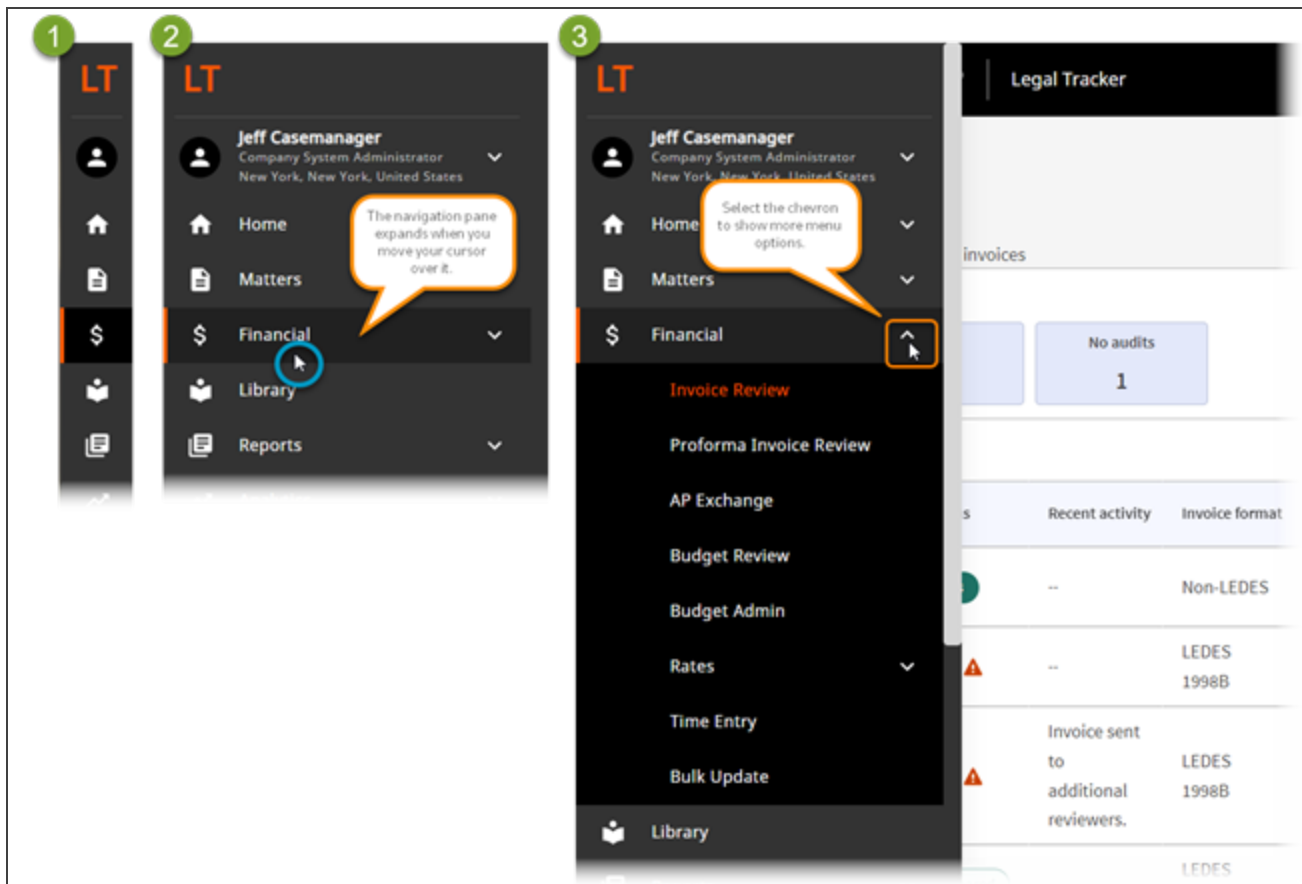 1
LT
$
2
LT
Jeff Casemanager
Company System Administrator
New York, New York, United States
Home
Matters
$ Financial
Library
Reports
The navigation pane
expands when you
move your cursor
over it.
3
LT
Jeff Casemanager
Company System Administrator
New York, New York, United States
Home
Matters
$ Financial
Select the chevron
to show more menu
options.
Invoice Review
Proforma Invoice Review
AP Exchange
Budget Review
Budget Admin
Rates
Time Entry
Bulk Update
Library
Legal Tracker
invoices
No audits
1
s Recent activity Invoice format
-- Non-LEDES
-- LEDES
1998B
Invoice sent
to
additional
reviewers.
LEDES
1998B
LEDES